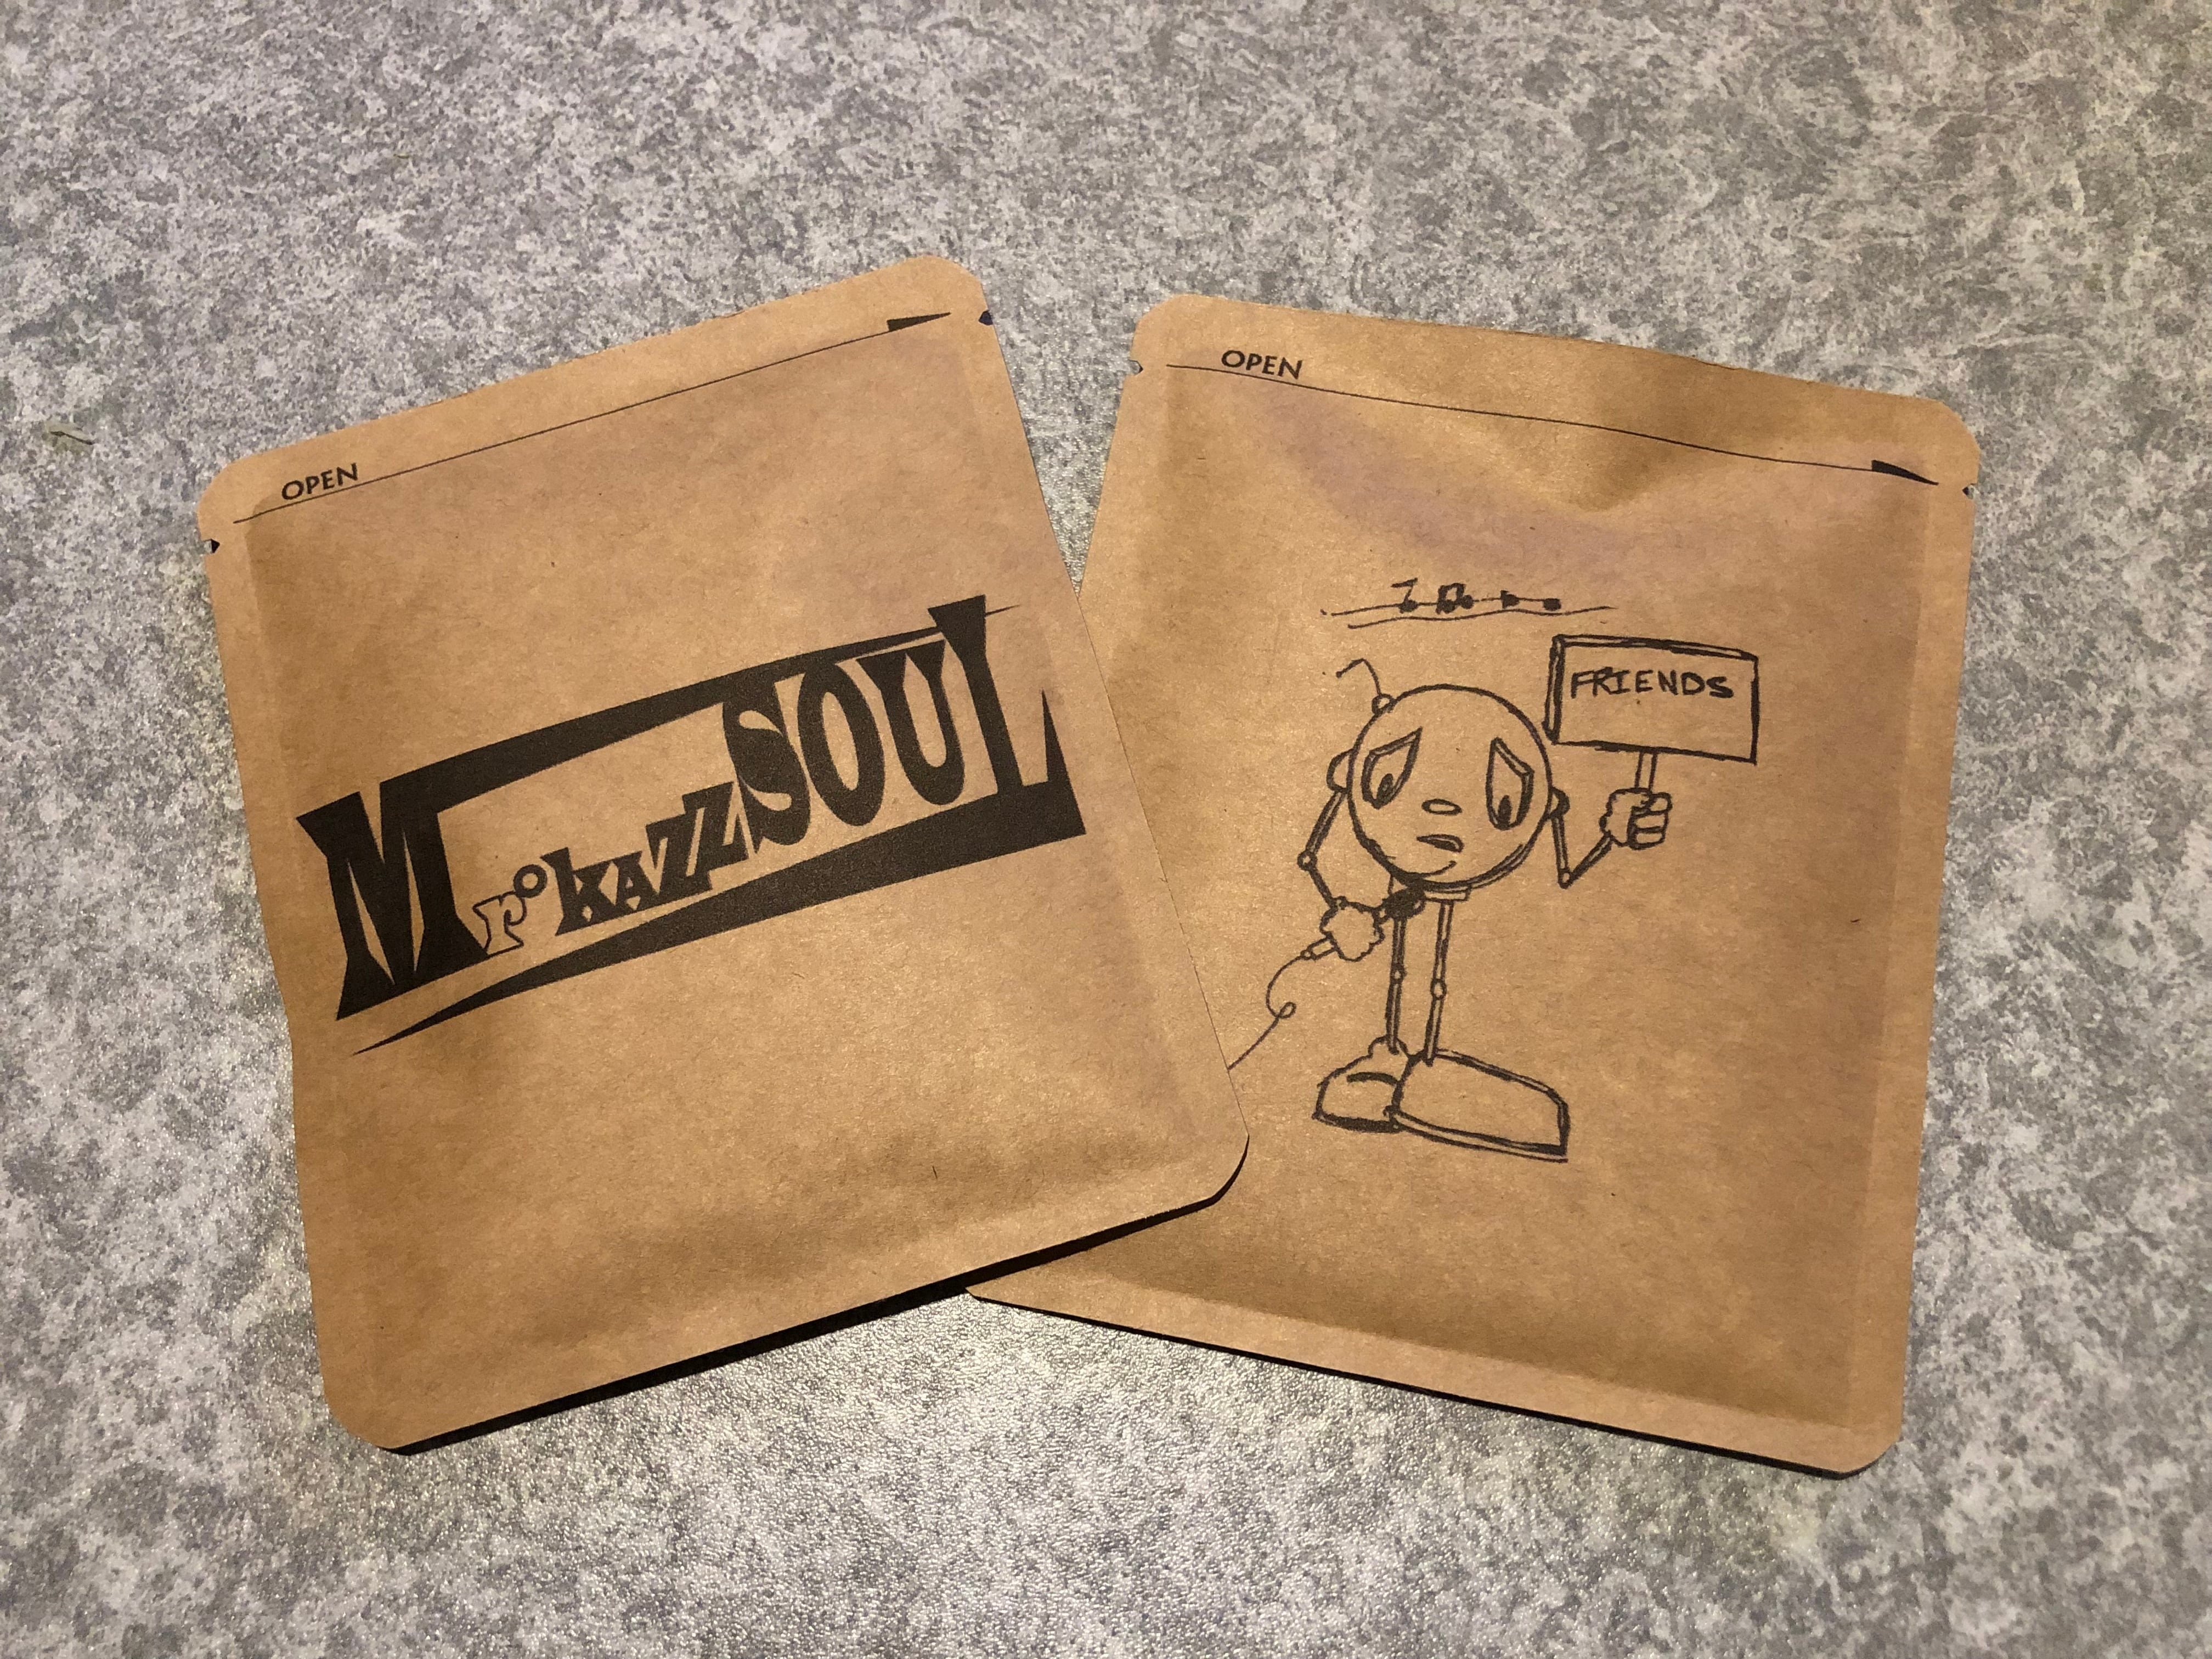 OPEN
Mr. kAZZSOUL
OPEN
FRIENDS